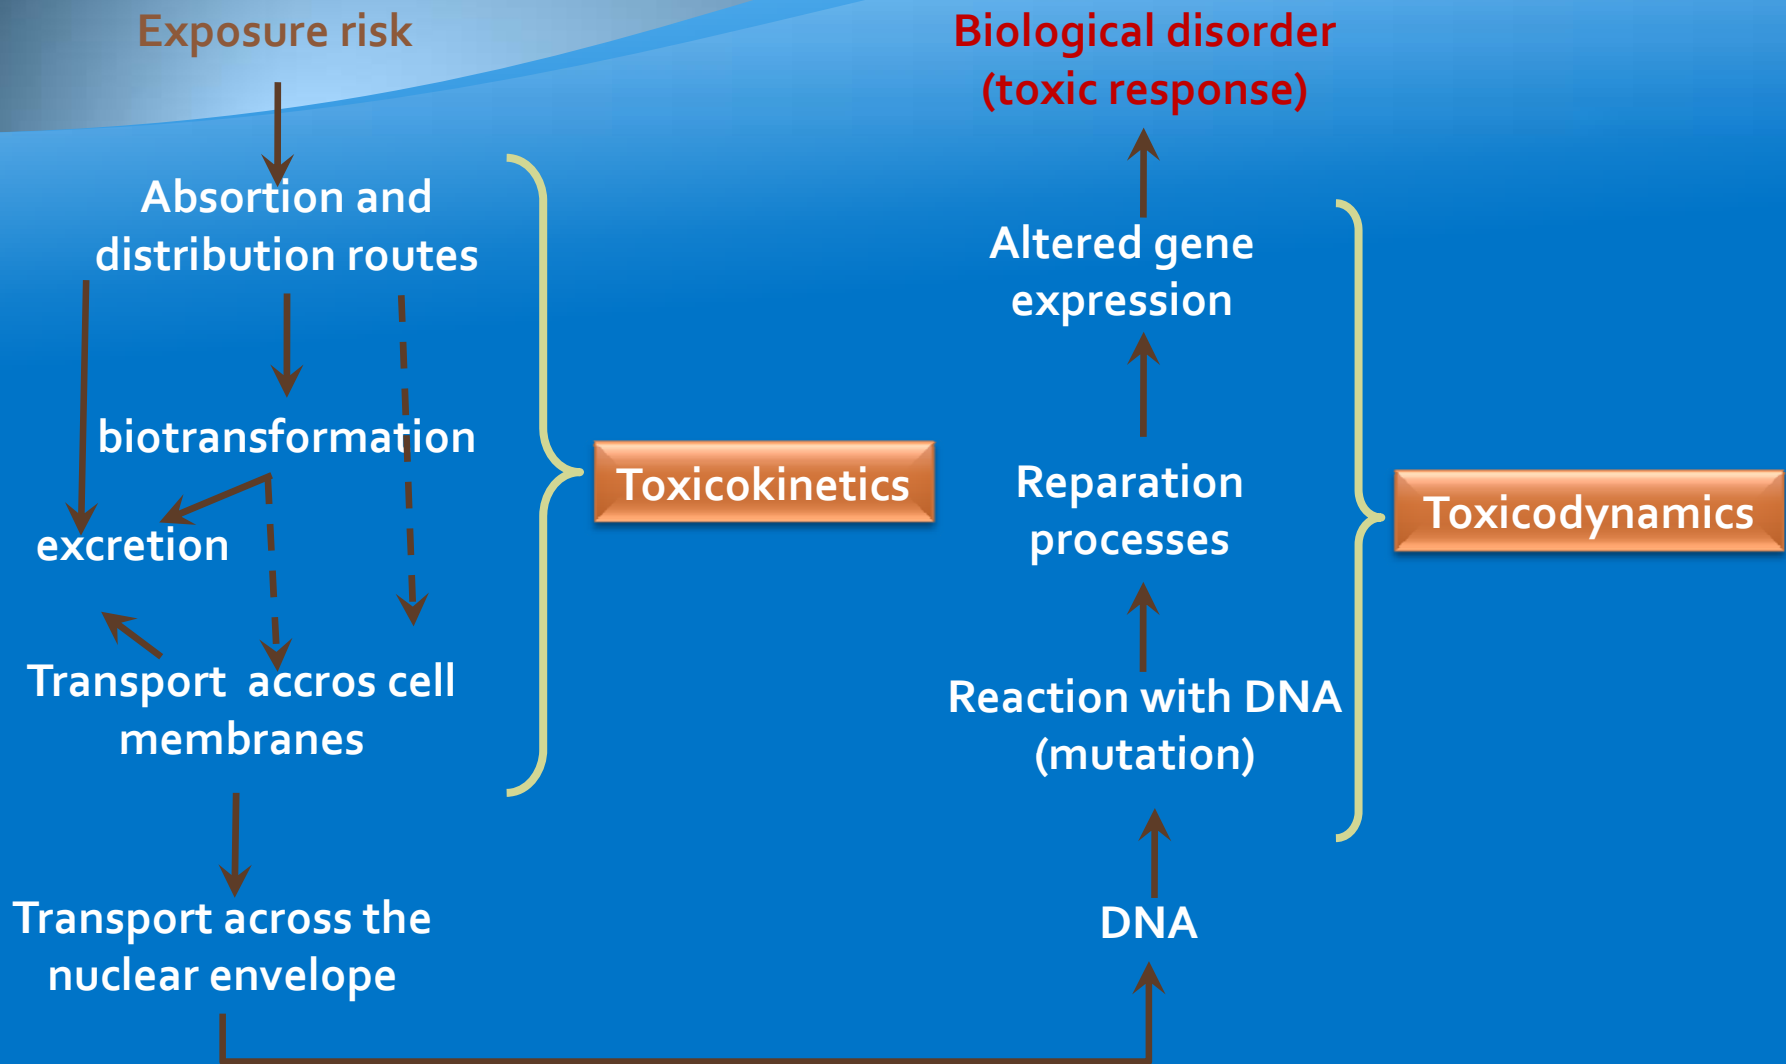 Exposure risk
Absortion and
distribution routes
biotransformation
excretion
Transport accros cell
membranes
Transport across the
nuclear envelope
Toxicokinetics
Biological disorder
(toxic response)
Altered gene
expression
Reparation
processes
Reaction with DNA
(mutation)
DNA
Toxicodynamics